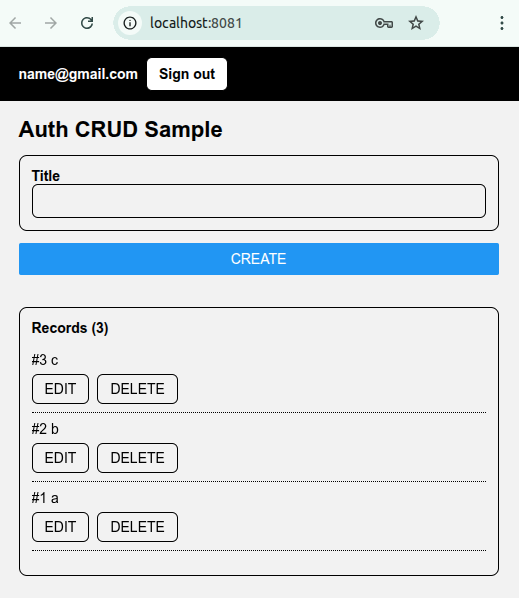 localhost:8081
name@gmail.com Sign out
Auth CRUD Sample
Title
CREATE
Records (3)
#3 c
EDIT DELETE
#2 b
EDIT DELETE
#1 a
EDIT DELETE